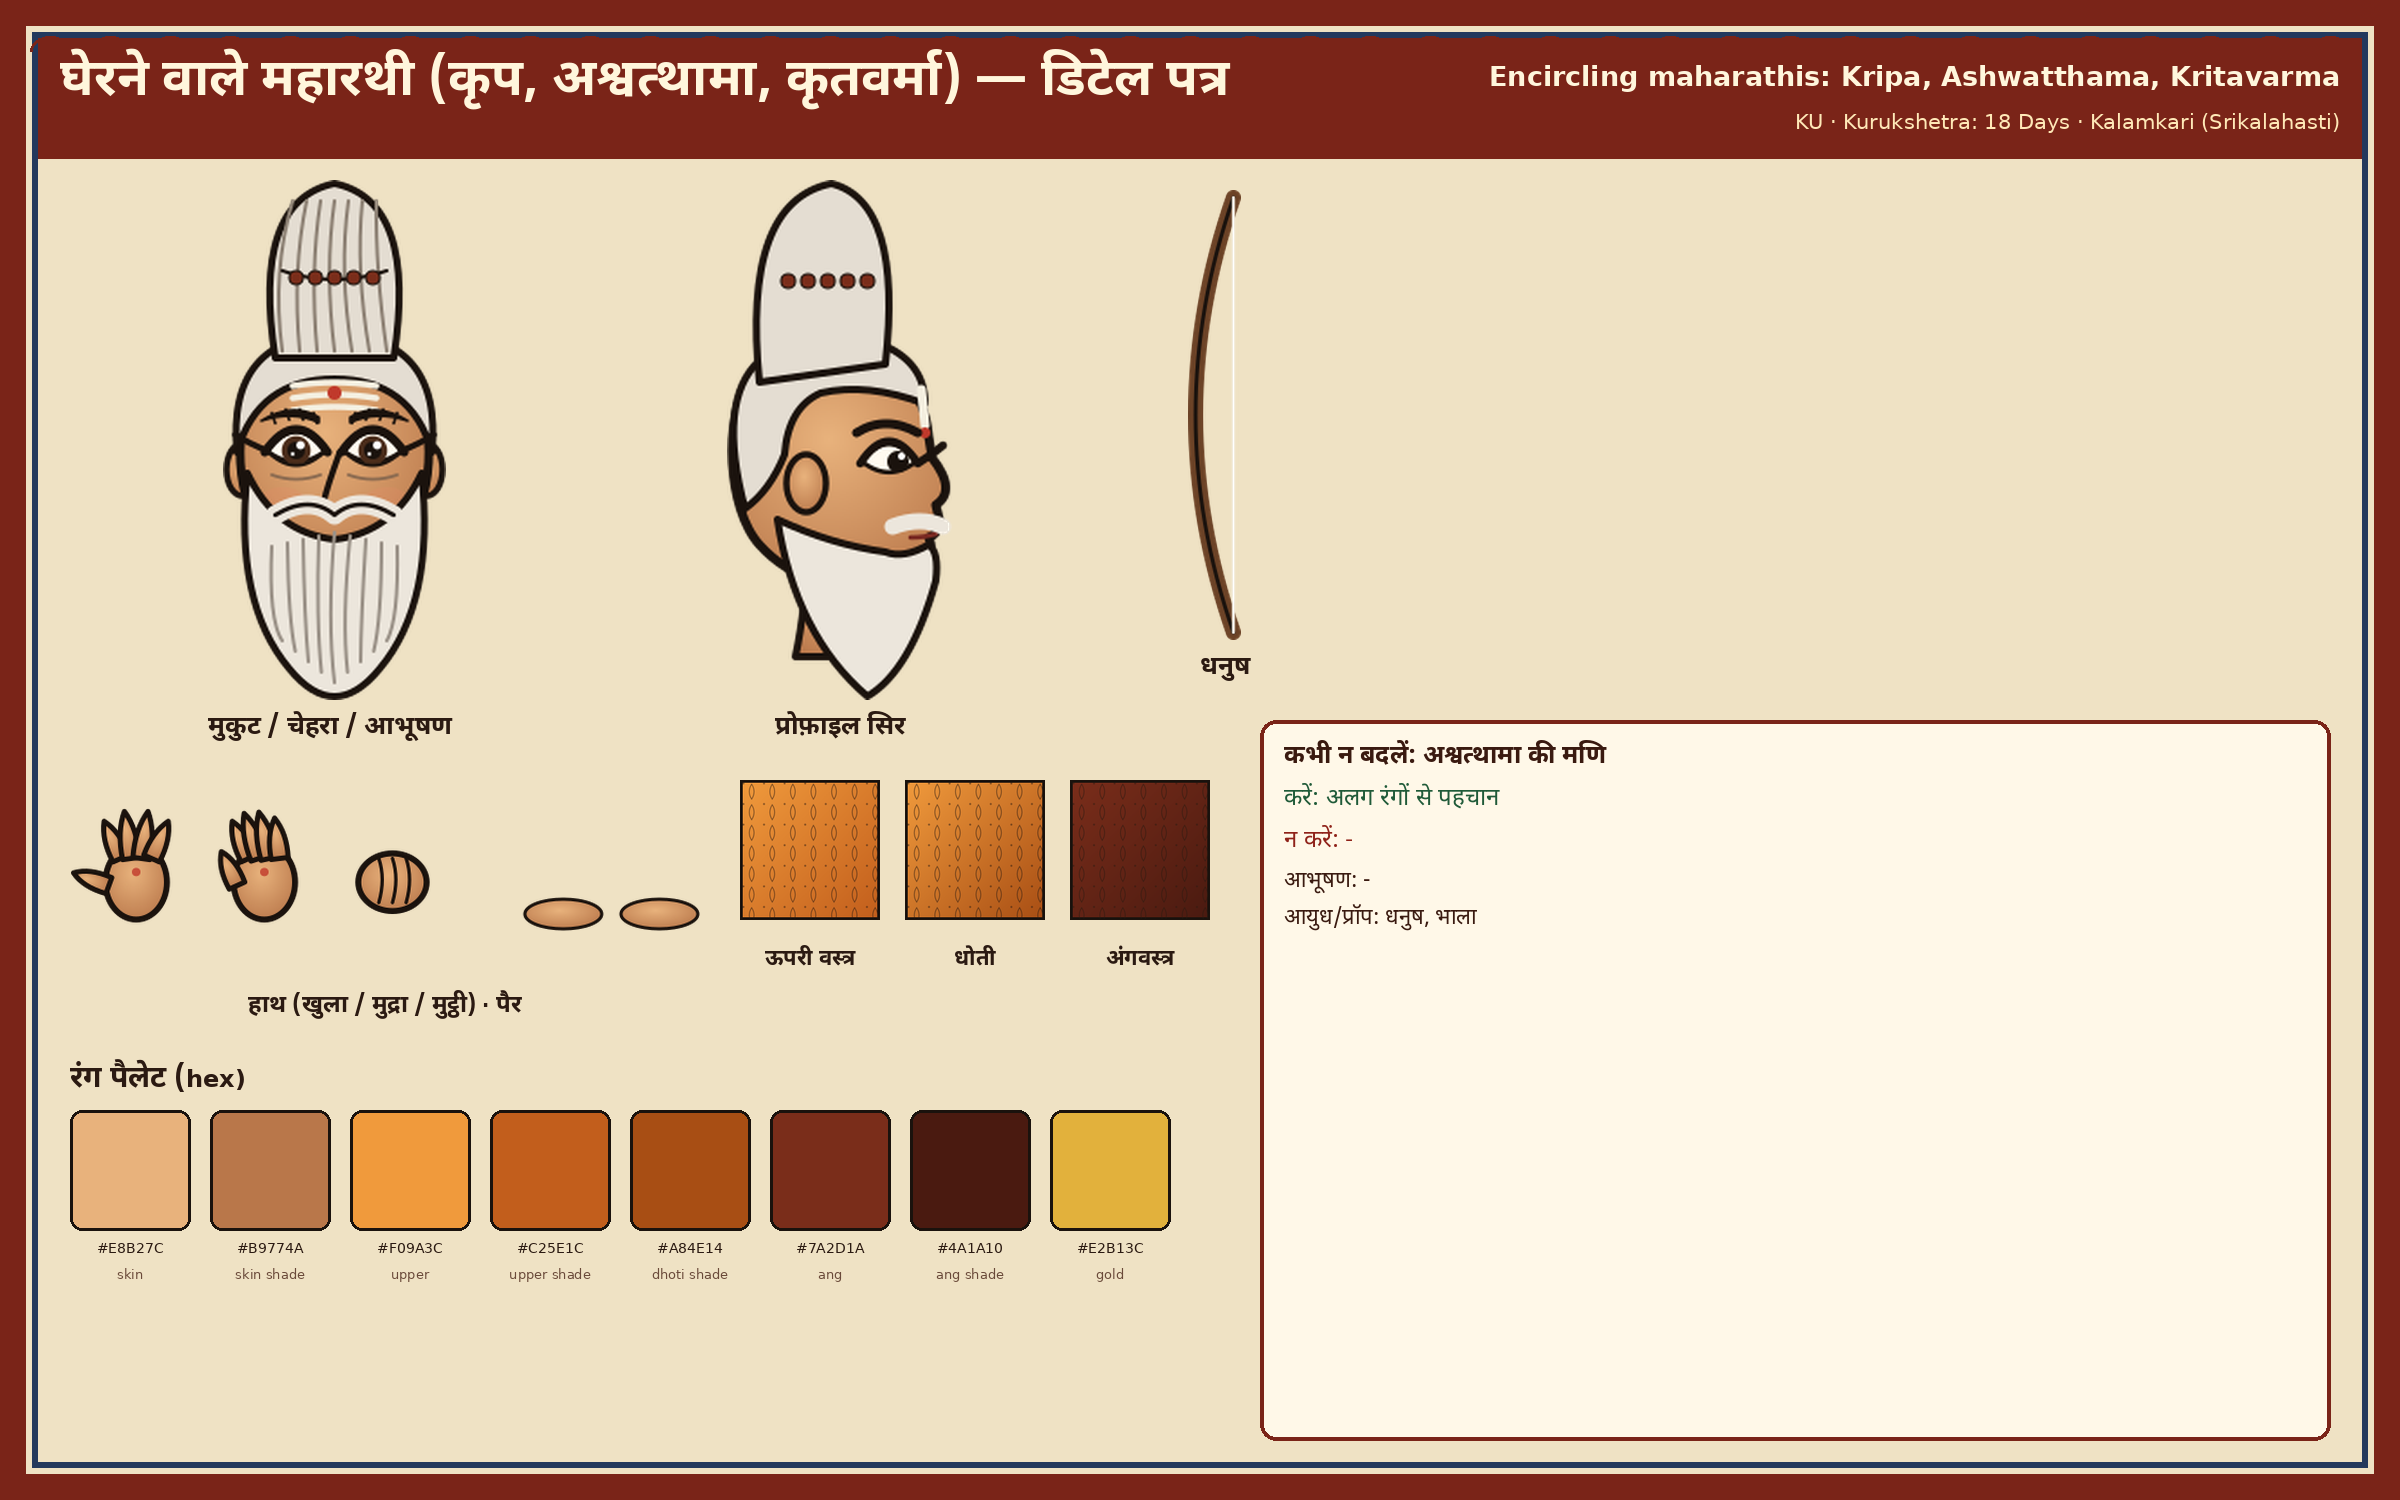 घेरने वाले महारथी (कृप, अश्वत्थामा, कृतवर्मा) — डिटेल पत्र
Encircling maharathis: Kripa, Ashwatthama, Kritavarma
KU · Kurukshetra: 18 Days · Kalamkari (Srikalahasti)
धनुष
मुकुट / चेहरा / आभूषण
प्रोफ़ाइल सिर
कभी न बदलें: अश्वत्थामा की मणि
करें: अलग रंगों से पहचान
न करें: -
आभूषण: -
आयुध/प्रॉप: धनुष, भाला
ऊपरी वस्त्र
धोती
अंगवस्त्र
हाथ (खुला / मुद्रा / मुट्ठी) · पैर
रंग पैलेट (hex)
#E8B27C
#B9774A
#F09A3C
#C25E1C
#A84E14
#7A2D1A
#4A1A10
#E2B13C
skin
skin shade
upper
upper shade
dhoti shade
ang
ang shade
gold